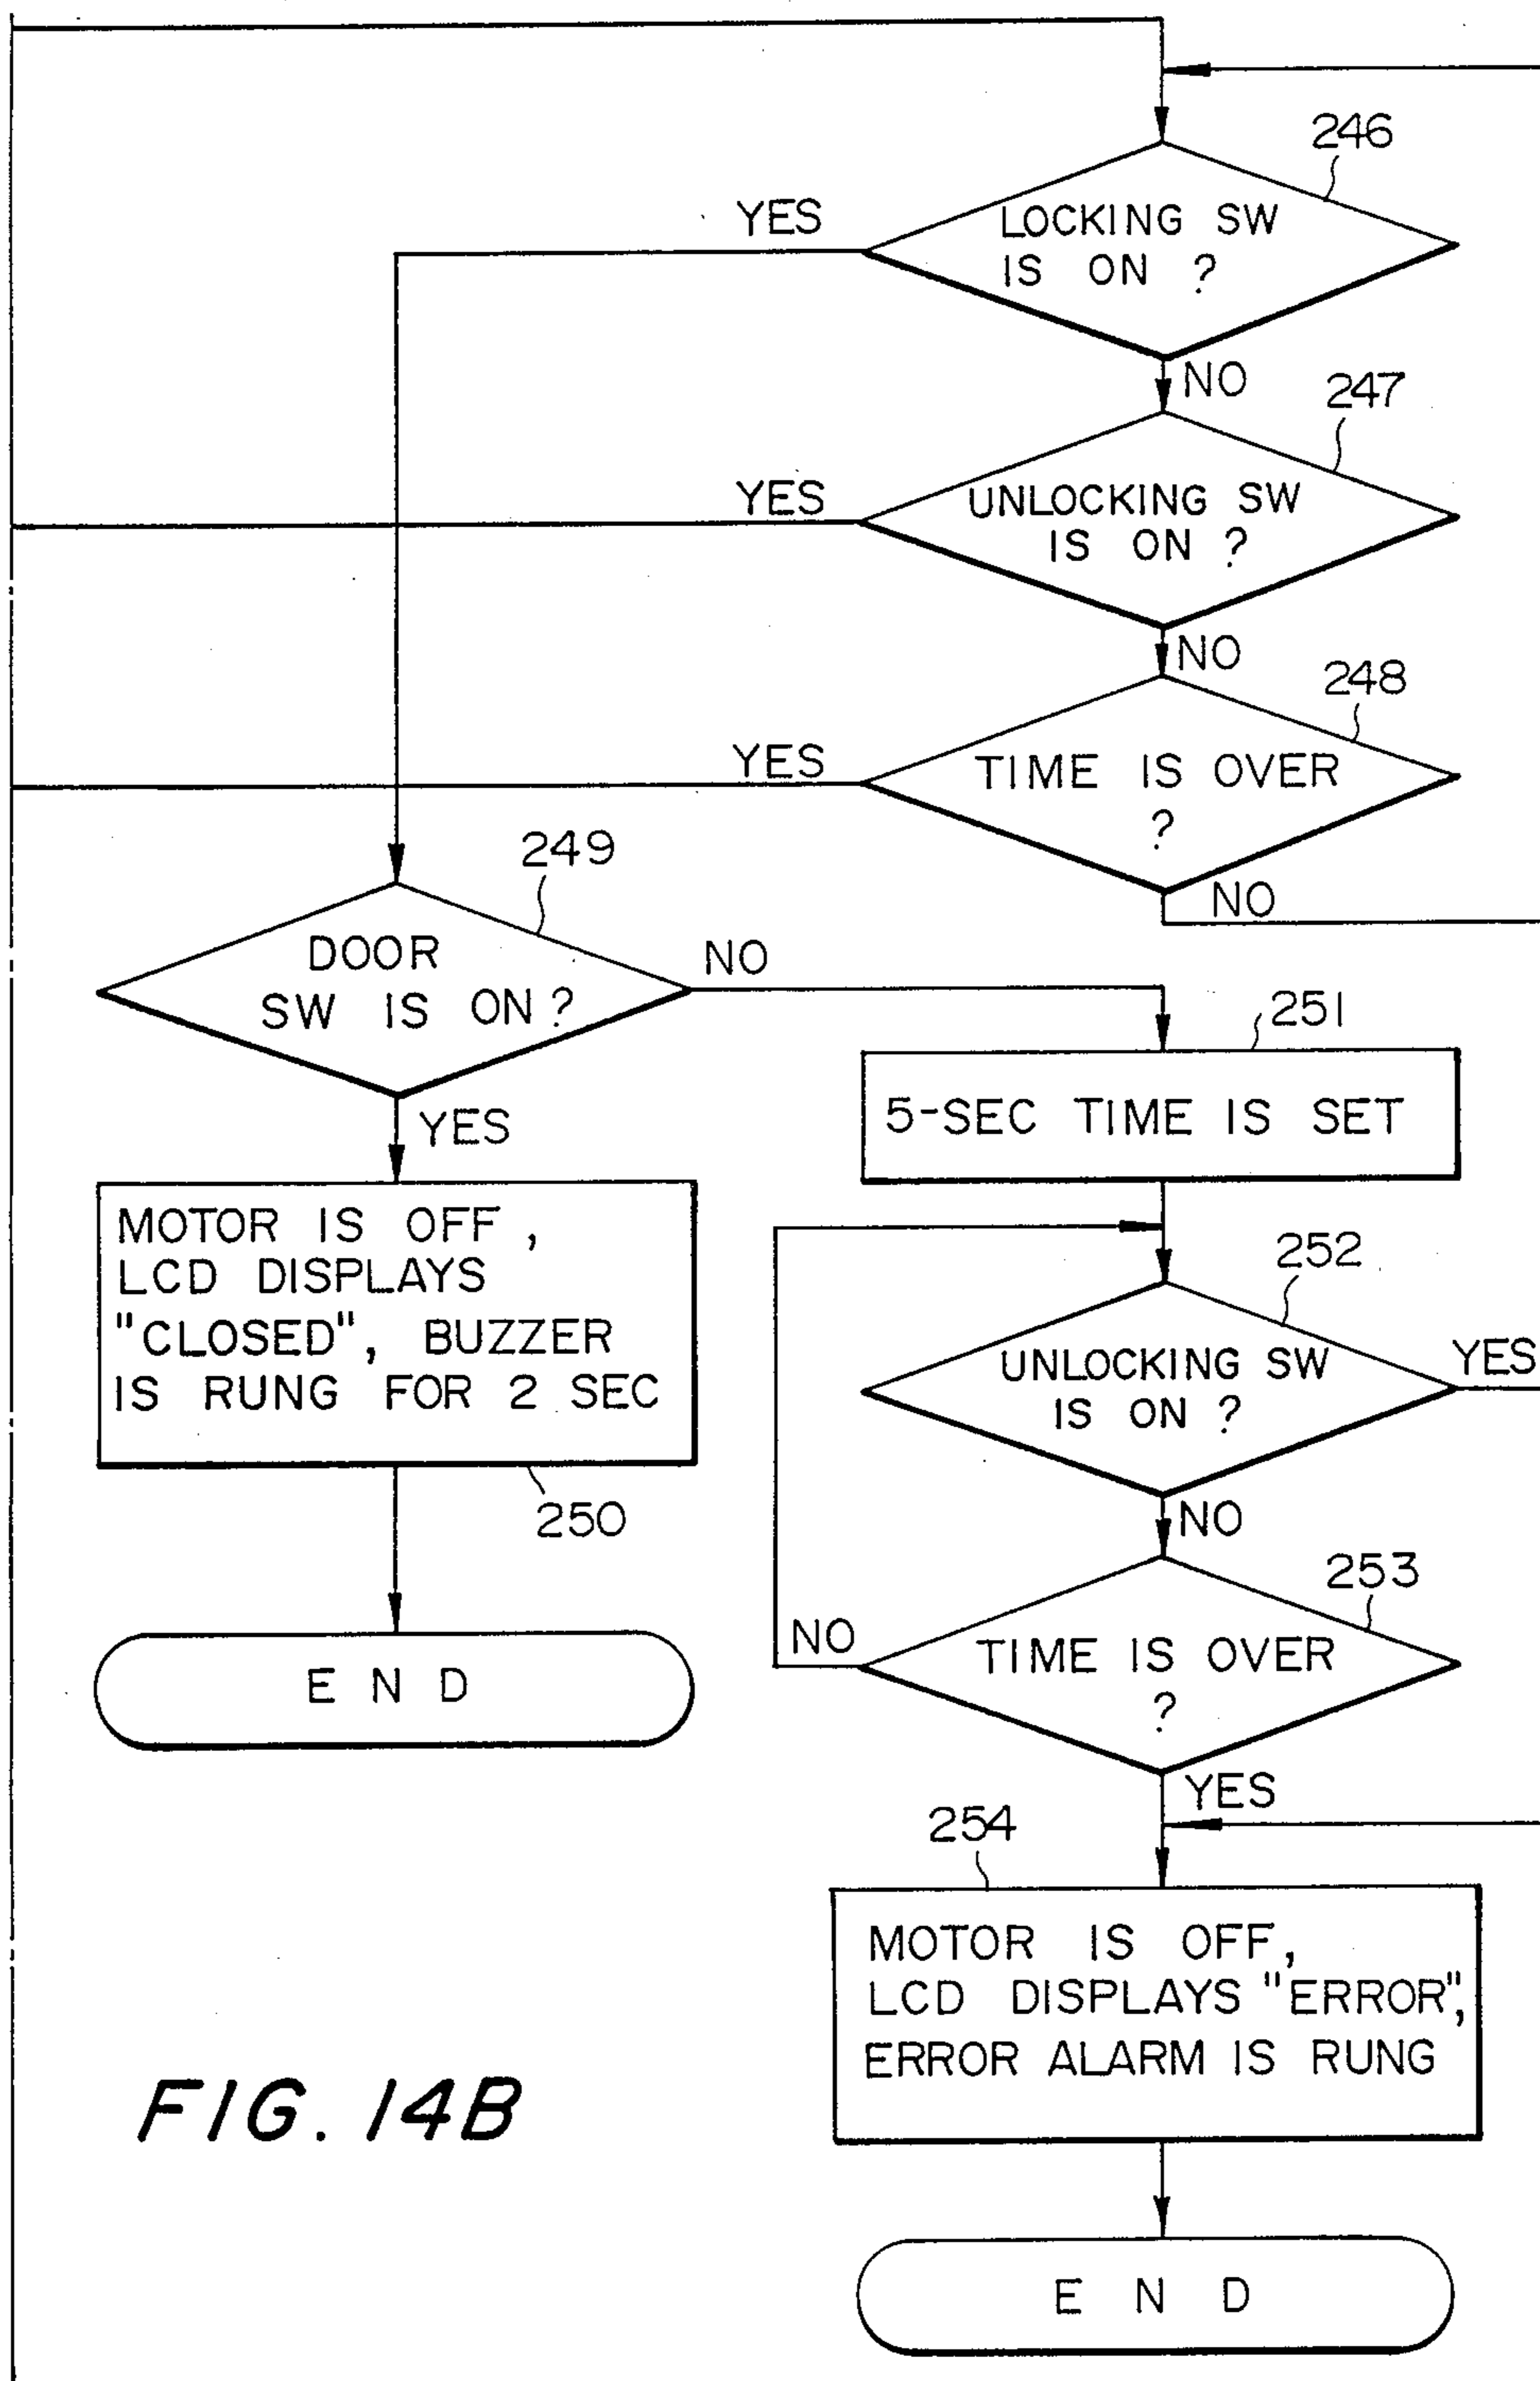 246
YES
LOCKING SW
IS ON ?
NO
247
YES
UNLOCKING SW
IS ON ?
NO
248
YES
TIME IS OVER
?
NO
249
DOOR
SW IS ON ?
NO
YES
251
5-SEC TIME IS SET
MOTOR IS OFF ,
LCD DISPLAYS
"CLOSED", BUZZER
IS RUNG FOR 2 SEC
250
252
UNLOCKING SW
IS ON ?
YES
NO
253
NO
TIME IS OVER
?
YES
E N D
254
MOTOR IS OFF,
LCD DISPLAYS "ERROR",
ERROR ALARM IS RUNG
E N D
FIG. 14B